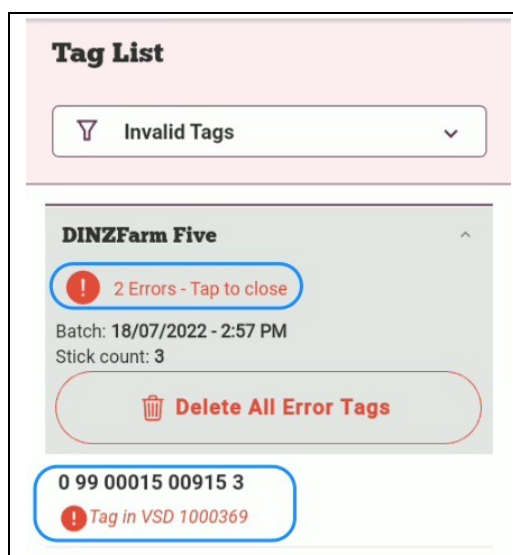 Tag List
Invalid Tags
DINZFarm Five
2 Errors - Tap to close
Batch: 18/07/2022 - 2:57 PM
Stick count: 3
Delete All Error Tags
0 99 00015 00915 3
Tag in VSD 1000369